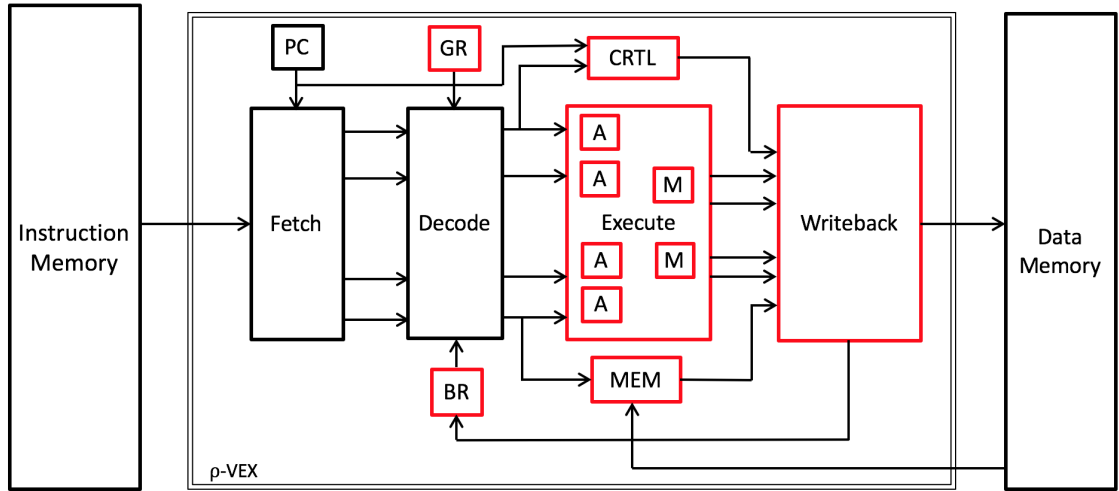 PC
GR
CRTL
A
A
M
Instruction
Memory
Fetch
Decode
Execute
Writeback
Data
Memory
A
M
A
BR
MEM
ρ-VEX